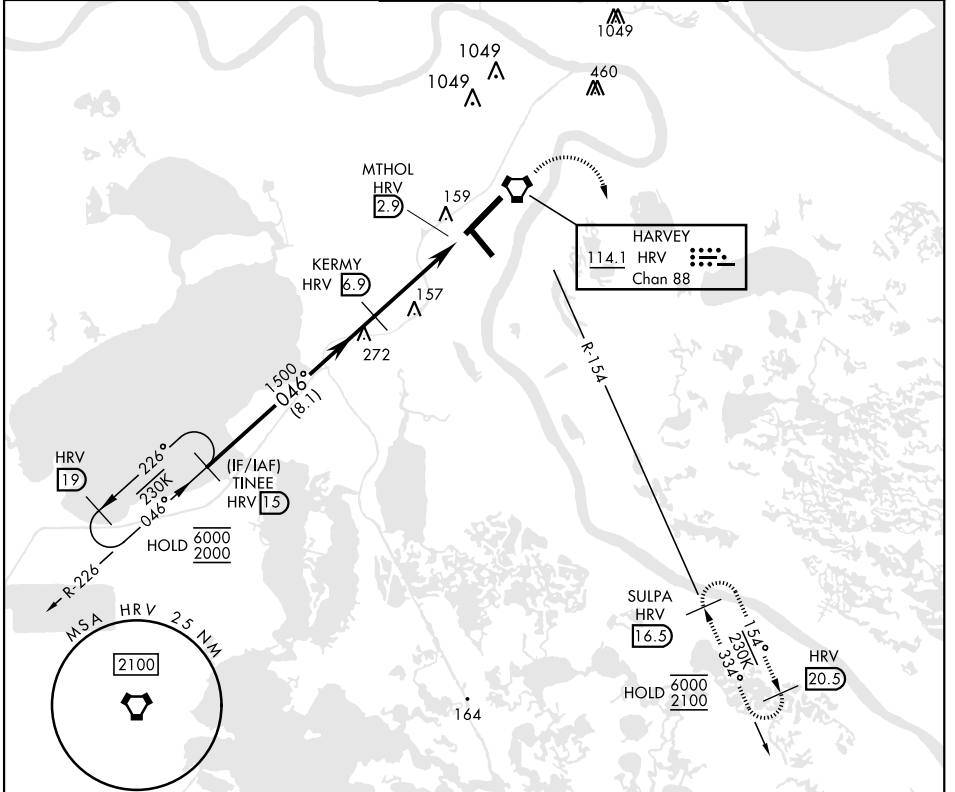 1049
1049
1049
460
MTHOL
HRV
2.9
159
HARVEY
114.1 HRV
Chan 88
KERMY
HRV 6.9
157
272
R-154
1500
046°
(8.1)
HRV
19
226°
230K
046°
(IF/IAF)
TINEE
HRV 15
HOLD 6000
2000
R-226
MSA HRV 25 NM
2100
SULPA
HRV
16.5
154°
230K
334°
HRV
20.5
HOLD 6000
2100
164